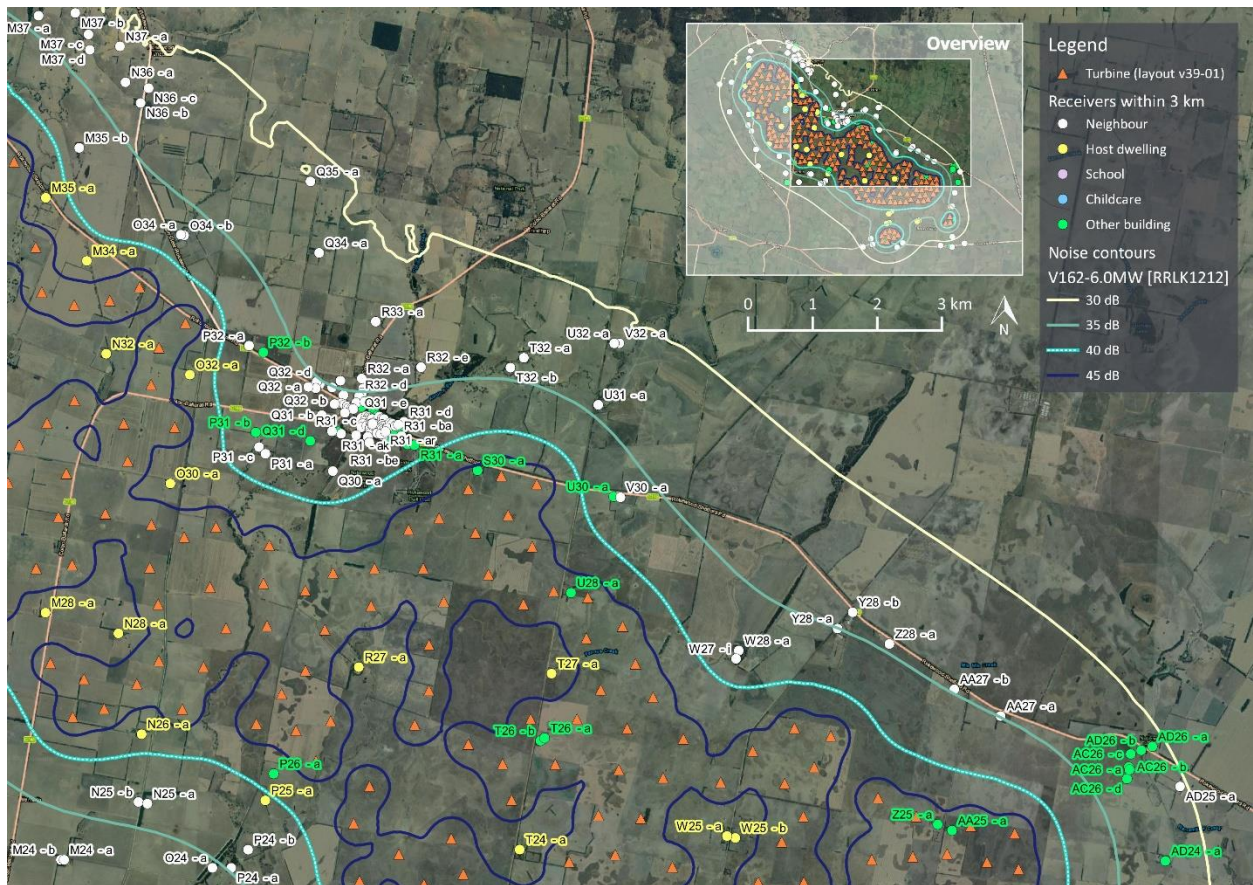 M37 - a
M37 - b
M37 - c
N37 - a
M37 - d
N36 - a
N36 - c
N36 - b
M35 - b
M35 - a
Q35 - a
O34 - a
O34 - b
Q34 - a
M34 - a
R33 - a
P32 - a
P32 - b
U32 - a
V32 - a
N32 - a
O32 - a
Q32 - d
R32 - a
R32 - e
T32 - a
T32 - b
Q32 - a
R32 - d
Q32 - b
Q31 - e
U31 - a
P31 - b
Q31 - b
R31 - d
Q31 - d
R31 - ba
P31 - c
P31 - a
R31 - ar
R31 - a
R31 - be
Q30 - a
O30 - a
S30 - a
U30 - a
V30 - a
U28 - a
M28 - a
N28 - a
Y28 - b
Y28 - a
Z28 - a
W28 - a
W27 - i
R27 - a
T27 - a
AA27 - b
AA27 - a
N26 - a
T26 - b
T26 - a
P26 - a
AD26 - b
AD26 - a
AC26 - c
AC26 - a
AC26 - b
AC26 - d
N25 - b
N25 - a
P25 - a
AD25 - a
Z25 - a
AA25 - a
W25 - a
W25 - b
P24 - b
T24 - a
M24 - b
M24 - a
O24 - a
P24 - a
AD24 - a
Overview
0 1 2 3 km
N
Legend
Turbine (layout v39-01)
Receivers within 3 km
Neighbour
Host dwelling
School
Childcare
Other building
Noise contours
V162-6.0MW [RRLK1212]
30 dB
35 dB
40 dB
45 dB